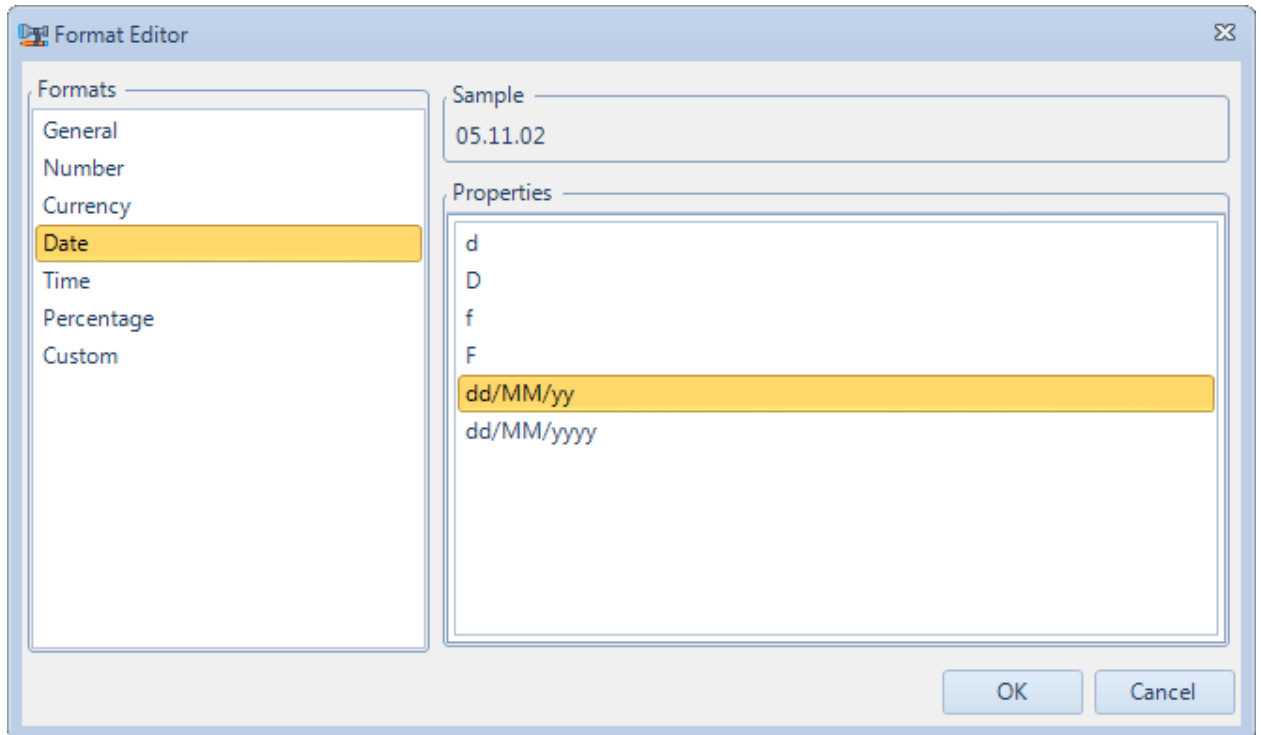 Format Editor
Formats
General
Number
Currency
Date
Time
Percentage
Custom
Sample
05.11.02
Properties
d
D
f
F
dd/MM/yy
dd/MM/yyyy
OK
Cancel